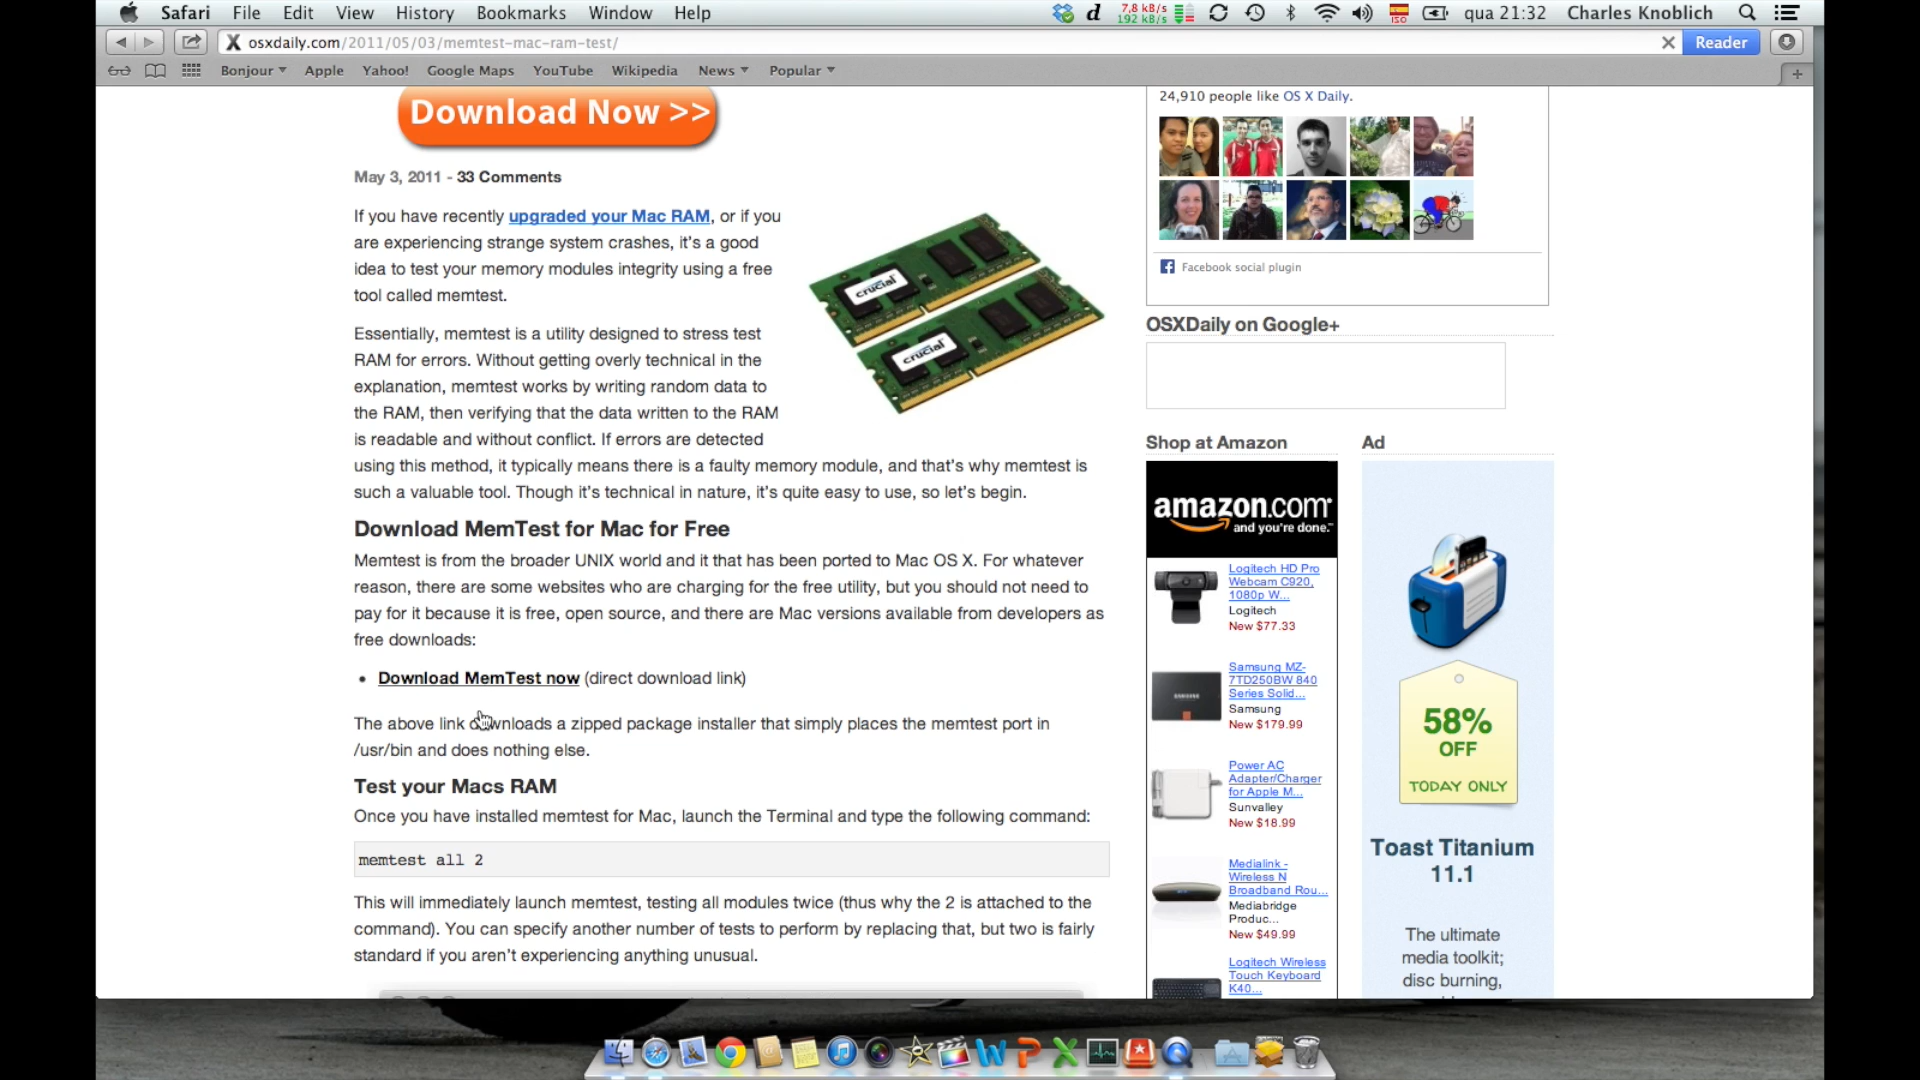 Safari File Edit View History Bookmarks Window Help
7,8 kB/s
192 kB/s
ISO
qua 21:32 Charles Knoblich
osxdaily.com/2011/05/03/memtest-mac-ram-test/
Reader
Bonjour Apple Yahoo! Google Maps YouTube Wikipedia News Popular
Download Now >>
May 3, 2011 - 33 Comments
If you have recently upgraded your Mac RAM, or if you
are experiencing strange system crashes, it's a good
idea to test your memory modules integrity using a free
tool called memtest.
crucial
crucial
Essentially, memtest is a utility designed to stress test
RAM for errors. Without getting overly technical in the
explanation, memtest works by writing random data to
the RAM, then verifying that the data written to the RAM
is readable and without conflict. If errors are detected
using this method, it typically means there is a faulty memory module, and that's why memtest is
such a valuable tool. Though it's technical in nature, it's quite easy to use, so let's begin.
Download MemTest for Mac for Free
Memtest is from the broader UNIX world and it that has been ported to Mac OS X. For whatever
reason, there are some websites who are charging for the free utility, but you should not need to
pay for it because it is free, open source, and there are Mac versions available from developers as
free downloads:
• Download MemTest now (direct download link)
The above link downloads a zipped package installer that simply places the memtest port in
/usr/bin and does nothing else.
Test your Macs RAM
Once you have installed memtest for Mac, launch the Terminal and type the following command:
memtest all 2
This will immediately launch memtest, testing all modules twice (thus why the 2 is attached to the
command). You can specify another number of tests to perform by replacing that, but two is fairly
standard if you aren't experiencing anything unusual.
24,910 people like OS X Daily.
Facebook social plugin
OSXDaily on Google+
Shop at Amazon
amazon.com
and you're done.
Logitech HD Pro
Webcam C920,
1080p W...
Logitech
New $77.33
SAMSUNG
Samsung MZ-
7TD250BW 840
Series Solid...
Samsung
New $179.99
Power AC
Adapter/Charger
for Apple M...
Sunvalley
New $18.99
Medialink -
Wireless N
Broadband Rou...
Mediabridge
Produc...
New $49.99
Logitech Wireless
Touch Keyboard
K40...
Ad
58%
OFF
TODAY ONLY
Toast Titanium
11.1
The ultimate
media toolkit;
disc burning,